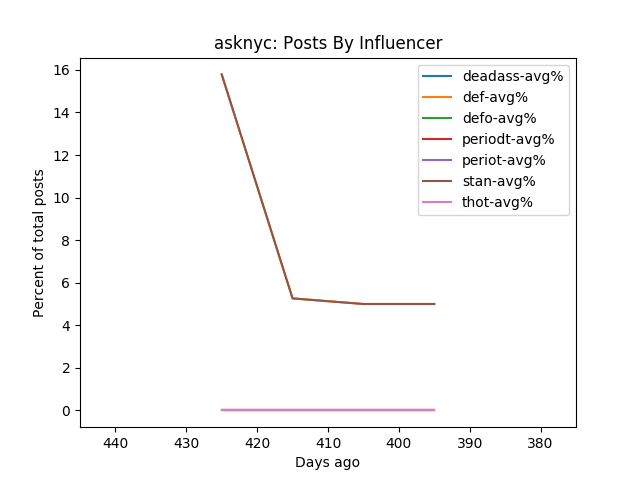 asknyc: Posts By Influencer
16
14
12
10
8
6
4
2
0
Percent of total posts
deadass-avg%
def-avg%
defo-avg%
periodt-avg%
periot-avg%
stan-avg%
thot-avg%
440 430 420 410 400 390 380
Days ago